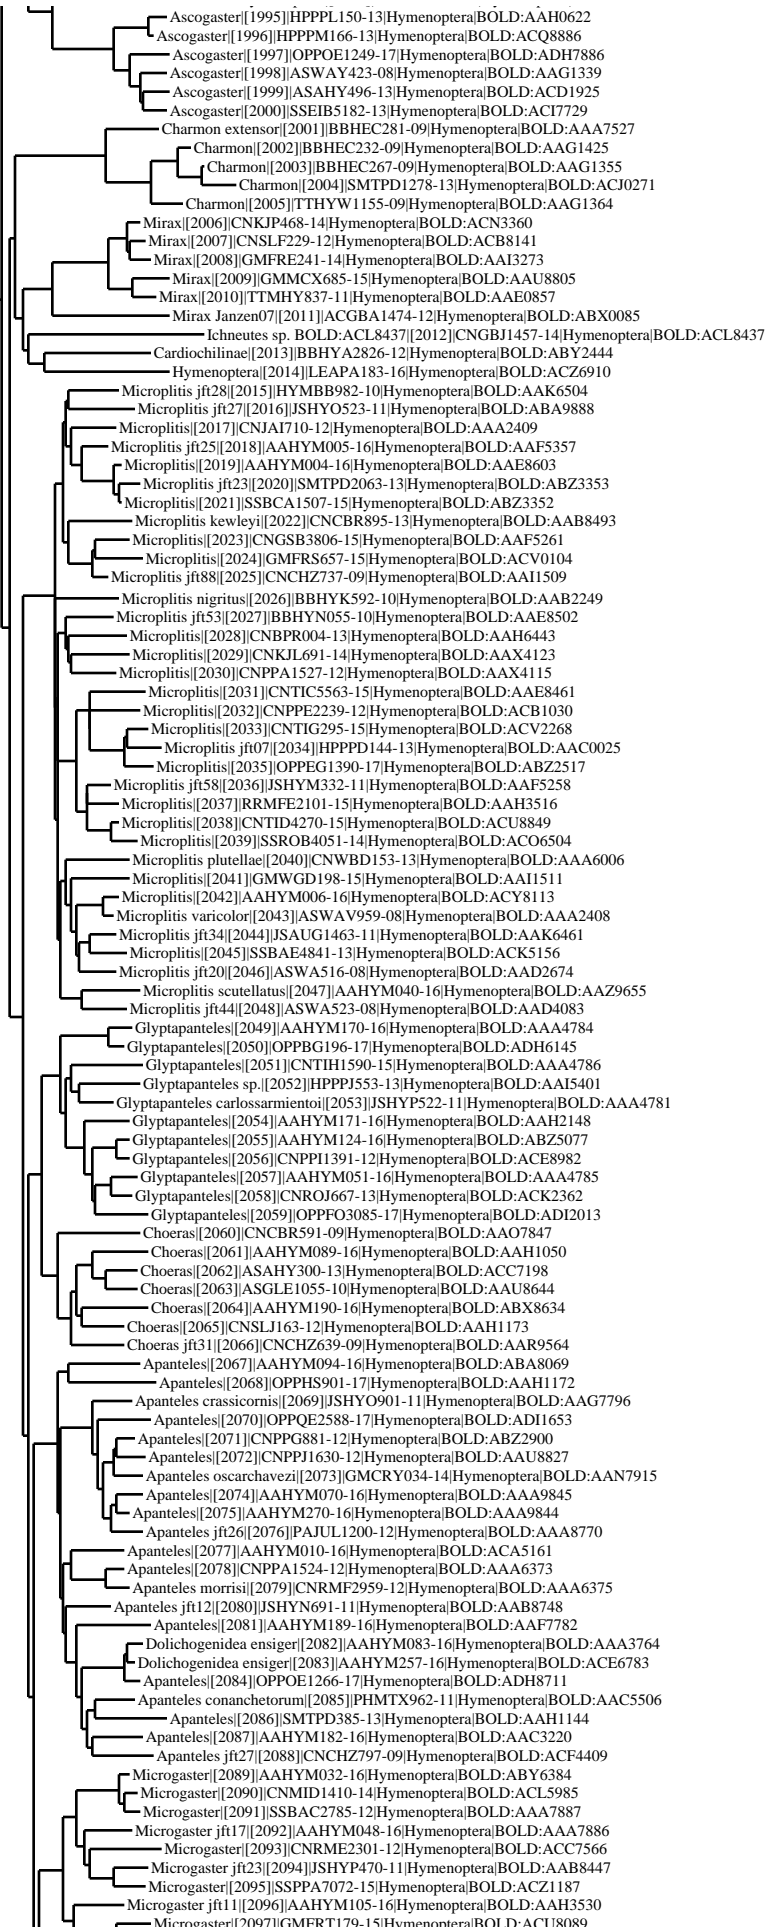 Ascogaster|[1995]|HPPPL150-13|Hymenoptera|BOLD:AAH0622
Ascogaster|[1996]|HPPPM166-13|Hymenoptera|BOLD:ACQ8886
Ascogaster|[1997]|OPPOE1249-17|Hymenoptera|BOLD:ADH7886
Ascogaster|[1998]|ASWAY423-08|Hymenoptera|BOLD:AAG1339
Ascogaster|[1999]|ASAHY496-13|Hymenoptera|BOLD:ACD1925
Ascogaster|[2000]|SSEIB5182-13|Hymenoptera|BOLD:ACI7729
Charmon extensor|[2001]|BBHEC281-09|Hymenoptera|BOLD:AAA7527
Charmon|[2002]|BBHEC232-09|Hymenoptera|BOLD:AAG1425
Charmon|[2003]|BBHEC267-09|Hymenoptera|BOLD:AAG1355
Charmon|[2004]|SMTPD1278-13|Hymenoptera|BOLD:ACJ0271
Charmon|[2005]|TTHYW1155-09|Hymenoptera|BOLD:AAG1364
Mirax|[2006]|CNKJP468-14|Hymenoptera|BOLD:ACN3360
Mirax|[2007]|CNSLF229-12|Hymenoptera|BOLD:ACB8141
Mirax|[2008]|GMFRE241-14|Hymenoptera|BOLD:AAI3273
Mirax|[2009]|GMMCX685-15|Hymenoptera|BOLD:AAU8805
Mirax|[2010]|TTMHY837-11|Hymenoptera|BOLD:AAE0857
Mirax Janzen07|[2011]|ACGBA1474-12|Hymenoptera|BOLD:ABX0085
Ichneutes sp. BOLD:ACL8437|[2012]|CNGBJ1457-14|Hymenoptera|BOLD:ACL8437
Cardiochilinae|[2013]|BBHYA2826-12|Hymenoptera|BOLD:ABY2444
Hymenoptera|[2014]|LEAPA183-16|Hymenoptera|BOLD:ACZ6910
Microplitis jft28|[2015]|HYMBB982-10|Hymenoptera|BOLD:AAK6504
Microplitis jft27|[2016]|JSHYO523-11|Hymenoptera|BOLD:ABA9888
Microplitis|[2017]|CNJAI710-12|Hymenoptera|BOLD:AAA2409
Microplitis jft25|[2018]|AAHYM005-16|Hymenoptera|BOLD:AAF5357
Microplitis|[2019]|AAHYM004-16|Hymenoptera|BOLD:AAE8603
Microplitis jft23|[2020]|SMTPD2063-13|Hymenoptera|BOLD:ABZ3353
Microplitis|[2021]|SSBCA1507-15|Hymenoptera|BOLD:ABZ3352
Microplitis kewleyi|[2022]|CNCBR895-13|Hymenoptera|BOLD:AAB8493
Microplitis|[2023]|CNGSB3806-15|Hymenoptera|BOLD:AAF5261
Microplitis|[2024]|GMFRS657-15|Hymenoptera|BOLD:ACV0104
Microplitis jft88|[2025]|CNCHZ737-09|Hymenoptera|BOLD:AAI1509
Microplitis nigritus|[2026]|BBHYK592-10|Hymenoptera|BOLD:AAB2249
Microplitis jft53|[2027]|BBHYN055-10|Hymenoptera|BOLD:AAE8502
Microplitis|[2028]|CNBPR004-13|Hymenoptera|BOLD:AAH6443
Microplitis|[2029]|CNKJL691-14|Hymenoptera|BOLD:AAX4123
Microplitis|[2030]|CNPPA1527-12|Hymenoptera|BOLD:AAX4115
Microplitis|[2031]|CNTIC5563-15|Hymenoptera|BOLD:AAE8461
Microplitis|[2032]|CNPPE2239-12|Hymenoptera|BOLD:ACB1030
Microplitis|[2033]|CNTIG295-15|Hymenoptera|BOLD:ACV2268
Microplitis jft07|[2034]|HPPPD144-13|Hymenoptera|BOLD:AAC0025
Microplitis|[2035]|OPPEG1390-17|Hymenoptera|BOLD:ABZ2517
Microplitis jft58|[2036]|JSHYM332-11|Hymenoptera|BOLD:AAF5258
Microplitis|[2037]|RRMFE2101-15|Hymenoptera|BOLD:AAH3516
Microplitis|[2038]|CNTID4270-15|Hymenoptera|BOLD:ACU8849
Microplitis|[2039]|SSROB4051-14|Hymenoptera|BOLD:ACO6504
Microplitis plutellae|[2040]|CNWBD153-13|Hymenoptera|BOLD:AAA6006
Microplitis|[2041]|GMWGD198-15|Hymenoptera|BOLD:AAI1511
Microplitis|[2042]|AAHYM006-16|Hymenoptera|BOLD:ACY8113
Microplitis varicolor|[2043]|ASWAV959-08|Hymenoptera|BOLD:AAA2408
Microplitis jft34|[2044]|JSAUG1463-11|Hymenoptera|BOLD:AAK6461
Microplitis|[2045]|SSBAE4841-13|Hymenoptera|BOLD:ACK5156
Microplitis jft20|[2046]|ASWA516-08|Hymenoptera|BOLD:AAD2674
Microplitis scutellatus|[2047]|AAHYM040-16|Hymenoptera|BOLD:AAZ9655
Microplitis jft44|[2048]|ASWA523-08|Hymenoptera|BOLD:AAD4083
Glyptapanteles|[2049]|AAHYM170-16|Hymenoptera|BOLD:AAA4784
Glyptapanteles|[2050]|OPPBG196-17|Hymenoptera|BOLD:ADH6145
Glyptapanteles|[2051]|CNTIH1590-15|Hymenoptera|BOLD:AAA4786
Glyptapanteles sp.|[2052]|HPPPJ553-13|Hymenoptera|BOLD:AAI5401
Glyptapanteles carlossarmientoi|[2053]|JSHYP522-11|Hymenoptera|BOLD:AAA4781
Glyptapanteles|[2054]|AAHYM171-16|Hymenoptera|BOLD:AAH2148
Glyptapanteles|[2055]|AAHYM124-16|Hymenoptera|BOLD:ABZ5077
Glyptapanteles|[2056]|CNPPI1391-12|Hymenoptera|BOLD:ACE8982
Glyptapanteles|[2057]|AAHYM051-16|Hymenoptera|BOLD:AAA4785
Glyptapanteles|[2058]|CNROJ667-13|Hymenoptera|BOLD:ACK2362
Glyptapanteles|[2059]|OPPFO3085-17|Hymenoptera|BOLD:ADI2013
Choeras|[2060]|CNCBR591-09|Hymenoptera|BOLD:AAO7847
Choeras|[2061]|AAHYM089-16|Hymenoptera|BOLD:AAH1050
Choeras|[2062]|ASAHY300-13|Hymenoptera|BOLD:ACC7198
Choeras|[2063]|ASGLE1055-10|Hymenoptera|BOLD:AAU8644
Choeras|[2064]|AAHYM190-16|Hymenoptera|BOLD:ABX8634
Choeras|[2065]|CNSLJ163-12|Hymenoptera|BOLD:AAH1173
Choeras jft31|[2066]|CNCHZ639-09|Hymenoptera|BOLD:AAR9564
Apanteles|[2067]|AAHYM094-16|Hymenoptera|BOLD:ABA8069
Apanteles|[2068]|OPPHS901-17|Hymenoptera|BOLD:AAH1172
Apanteles crassicornis|[2069]|JSHYO901-11|Hymenoptera|BOLD:AAG7796
Apanteles|[2070]|OPPQE2588-17|Hymenoptera|BOLD:ADI1653
Apanteles|[2071]|CNPPG881-12|Hymenoptera|BOLD:ABZ2900
Apanteles|[2072]|CNPPJ1630-12|Hymenoptera|BOLD:AAU8827
Apanteles oscarchavezi|[2073]|GMCRY034-14|Hymenoptera|BOLD:AAN7915
Apanteles|[2074]|AAHYM070-16|Hymenoptera|BOLD:AAA9845
Apanteles|[2075]|AAHYM270-16|Hymenoptera|BOLD:AAA9844
Apanteles jft26|[2076]|PAJUL1200-12|Hymenoptera|BOLD:AAA8770
Apanteles|[2077]|AAHYM010-16|Hymenoptera|BOLD:ACA5161
Apanteles|[2078]|CNPPA1524-12|Hymenoptera|BOLD:AAA6373
Apanteles morrisi|[2079]|CNRMF2959-12|Hymenoptera|BOLD:AAA6375
Apanteles jft12|[2080]|JSHYN691-11|Hymenoptera|BOLD:AAB8748
Apanteles|[2081]|AAHYM189-16|Hymenoptera|BOLD:AAF7782
Dolichogenidea ensiger|[2082]|AAHYM083-16|Hymenoptera|BOLD:AAA3764
Dolichogenidea ensiger|[2083]|AAHYM257-16|Hymenoptera|BOLD:ACE6783
Apanteles|[2084]|OPPOE1266-17|Hymenoptera|BOLD:ADH8711
Apanteles conanchetorum|[2085]|PHMTX962-11|Hymenoptera|BOLD:AAC5506
Apanteles|[2086]|SMTPD385-13|Hymenoptera|BOLD:AAH1144
Apanteles|[2087]|AAHYM182-16|Hymenoptera|BOLD:AAC3220
Apanteles jft27|[2088]|CNCHZ797-09|Hymenoptera|BOLD:ACF4409
Microgaster|[2089]|AAHYM032-16|Hymenoptera|BOLD:ABY6384
Microgaster|[2090]|CNMID1410-14|Hymenoptera|BOLD:ACL5985
Microgaster|[2091]|SSBAC2785-12|Hymenoptera|BOLD:AAA7887
Microgaster jft17|[2092]|AAHYM048-16|Hymenoptera|BOLD:AAA7886
Microgaster|[2093]|CNRME2301-12|Hymenoptera|BOLD:ACC7566
Microgaster jft23|[2094]|JSHYP470-11|Hymenoptera|BOLD:AAB8447
Microgaster|[2095]|SSPPA7072-15|Hymenoptera|BOLD:ACZ1187
Microgaster jft11|[2096]|AAHYM105-16|Hymenoptera|BOLD:AAH3530
Microgaster|[2097]|GMFRT179-15|Hymenoptera|BOLD:ACU8089